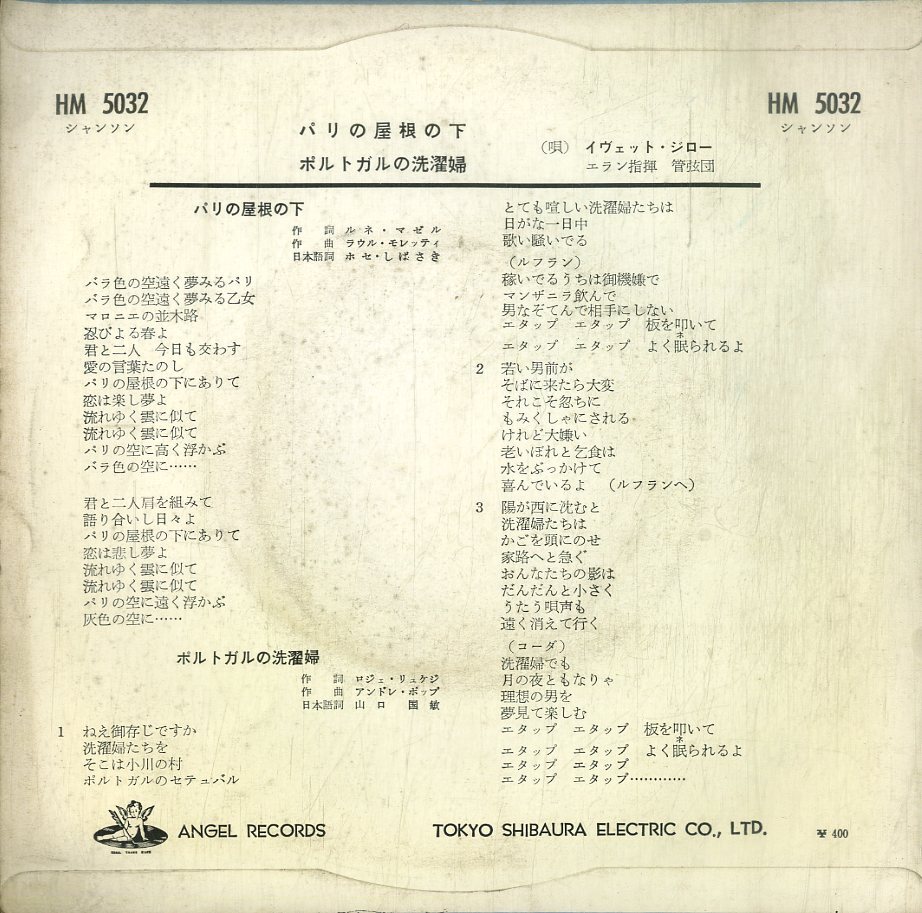 HM 5032
シャンソン
HM 5032
シャンソン
パリの屋根の下
ポルトガルの洗濯婦
(唄) イヴェット・ジロー
エラン指揮 管弦団
パリの屋根の下
作 詞 ルネ・マゼル
作 曲 ラウル・モレッティ
日本語詞 ホセ・しばさき
バラ色の空遠く夢みるパリ
バラ色の空遠く夢みる乙女
マロニエの並木路
忍びよる春よ
君と二人 今日も交わす
愛の言葉たのし
パリの屋根の下にありて
恋は楽し夢よ
流れゆく雲に似て
流れゆく雲に似て
パリの空に高く浮かぶ
バラ色の空に……
君と二人肩を組みて
語り合いし日々よ
パリの屋根の下にありて
恋は悲し夢よ
流れゆく雲に似て
流れゆく雲に似て
パリの空に遠く浮かぶ
灰色の空に……
ポルトガルの洗濯婦
作 詞 ロジェ・リュケジ
作 曲 アンドレ・ポップ
日本語詞 山口 国敏
1 ねえ御存じですか
洗濯婦たちを
そこは小川の村
ポルトガルのセテュバル
とても喧しい洗濯婦たちは
日がな一日中
歌い騒いでる
(ルフラン)
稼いでるうちは御機嫌で
マンザニラ飲んで
男なぞてんで相手にしない
エタップ エタップ 板を叩いて
エタップ エタップ よく眠られるよ
ネ
2 若い男前が
そばに来たら大変
それこそ忽ちに
もみくしゃにされる
けれど大嫌い
老いぼれと乞食は
水をぶっかけて
喜んでいるよ (ルフランへ)
3 陽が西に沈むと
洗濯婦たちは
かごを頭にのせ
家路へと急ぐ
おんなたちの影は
だんだんと小さく
うたう唄声も
遠く消えて行く
(コーダ)
洗濯婦でも
月の夜ともなりゃ
理想の男を
夢見て楽しむ
エタップ エタップ 板を叩いて
エタップ エタップ よく眠られるよ
ネ
エタップ エタップ
エタップ エタップ…………
ANGEL RECORDS
TOKYO SHIBAURA ELECTRIC CO., LTD.
¥ 400